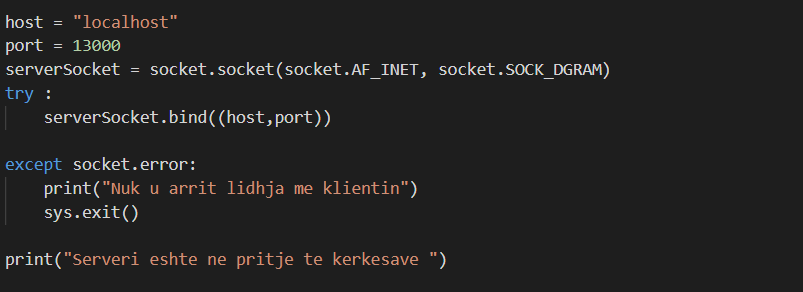 host = "localhost"
port = 13000
serverSocket = socket.socket(socket.AF_INET, socket.SOCK_DGRAM)
try :
    serverSocket.bind((host,port))
except socket.error:
    print("Nuk u arrit lidhja me klientin")
    sys.exit()
print("Serveri eshte ne pritje te kerkesave ")